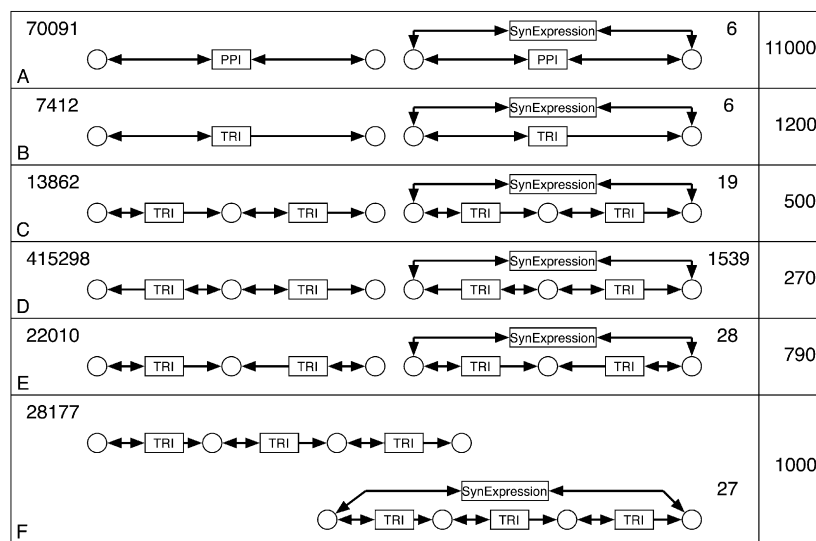 70091 SynExpression 6
PPI PPI 11000
A
7412 SynExpression 6
TRI TRI 1200
B
13862 SynExpression 19
TRI TRI TRI TRI 500
C
415298 SynExpression 1539
TRI TRI TRI TRI 270
D
22010 SynExpression 28
TRI TRI TRI TRI 790
E
28177
TRI TRI TRI
1000
SynExpression 27
TRI TRI TRI
F